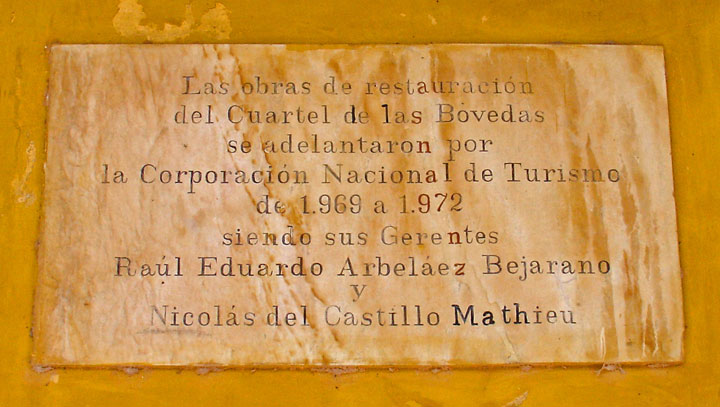 Las obras de restauración
del Cuartel de las Bóvedas
se adelantaron por
la Corporación Nacional de Turismo
de 1.969 a 1.972
siendo sus Gerentes
Raúl Eduardo Arbeláez Bejarano
y
Nicolás del Castillo Mathieu